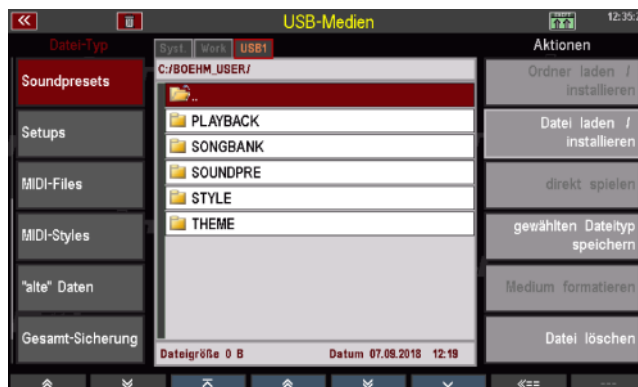 USB-Medien
12:35:
Datei-Typ
Syst. Work USB1
Aktionen
C:/BOEHM_USER/
Soundpresets
Setups
MIDI-Files
MIDI-Styles
"alte" Daten
Gesamt-Sicherung
..
PLAYBACK
SONGBANK
SOUNDPRE
STYLE
THEME
Dateigröße 0 B Datum 07.09.2018 12:19
Ordner laden /
installieren
Datei laden /
installieren
direkt spielen
gewählten Dateityp
speichern
Medium formatieren
Datei löschen